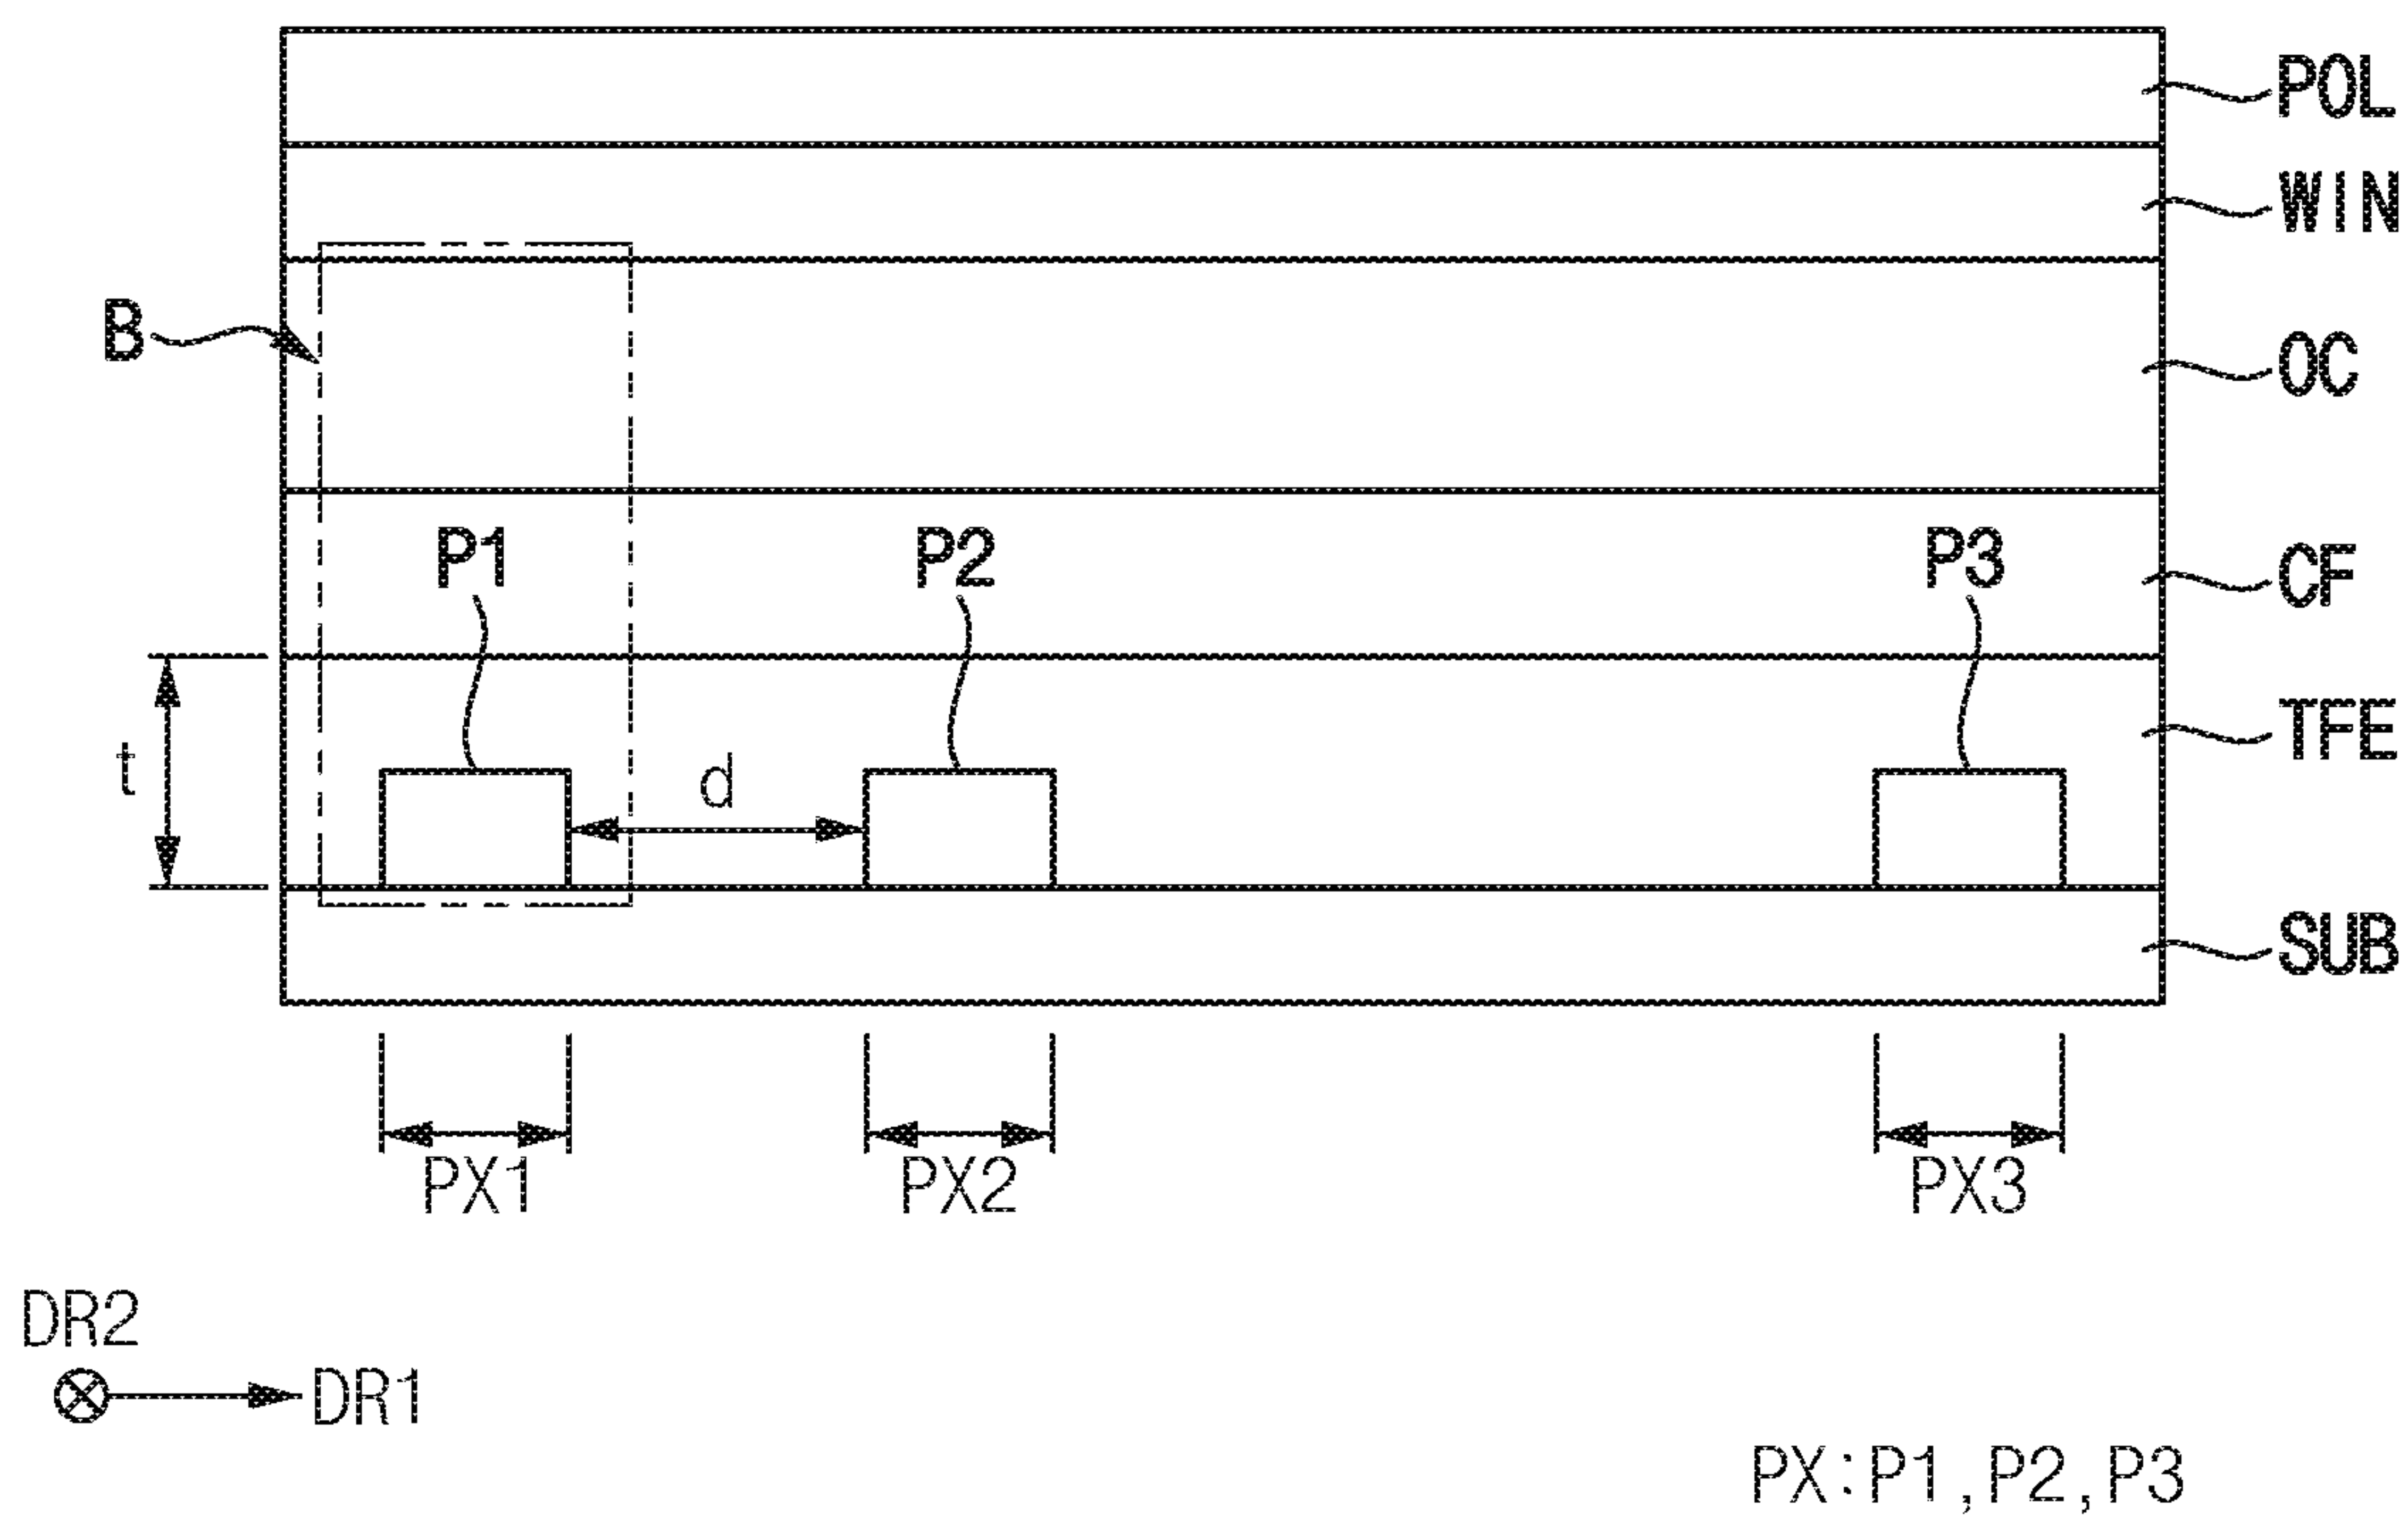 POL
WIN
B
OC
P1 P2 P3
CF
TFE
t
d
SUB
PX1 PX2 PX3
DR2
DR1
PX:P1,P2,P3